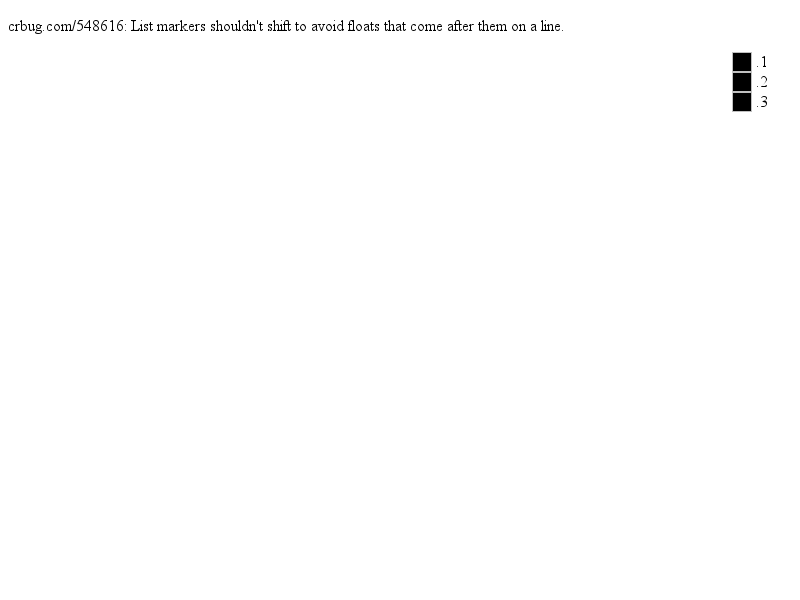 crbug.com/548616: List markers shouldn't shift to avoid floats that come after them on a line.
.1
.2
.3